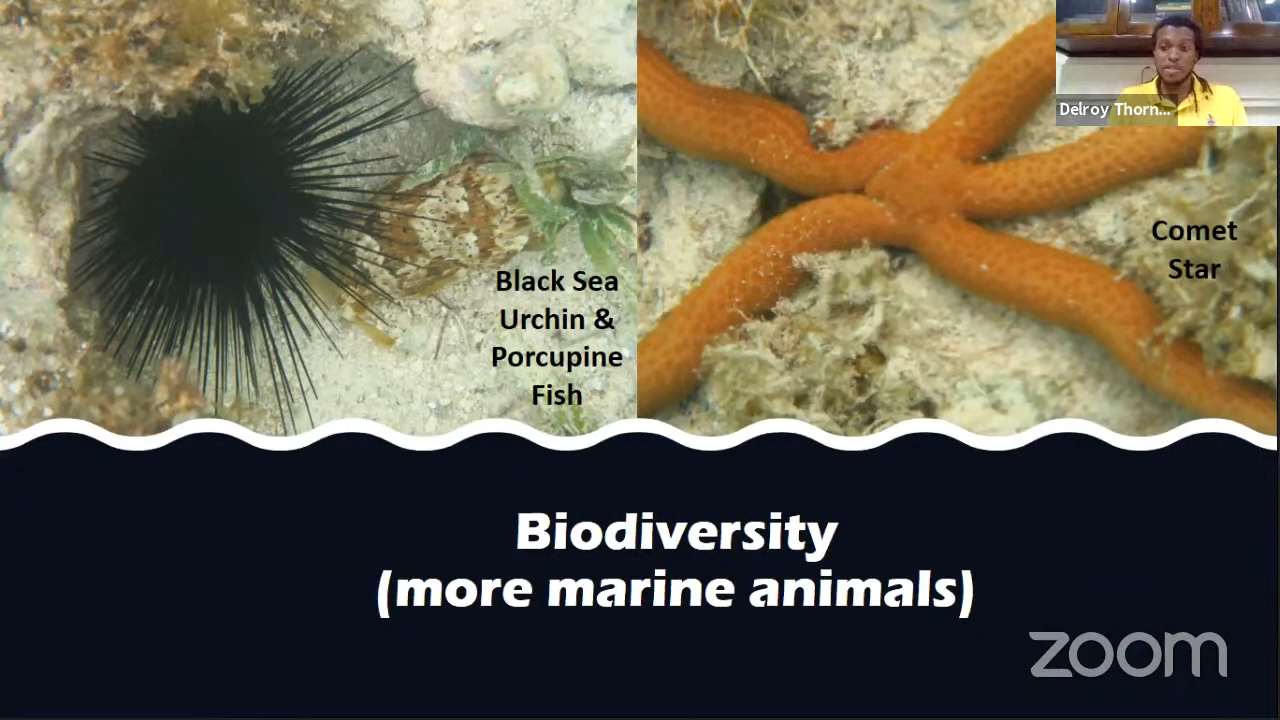 Delroy Thorn...
Comet
Star
Black Sea
Urchin &
Porcupine
Fish
Biodiversity
(more marine animals)
zoom